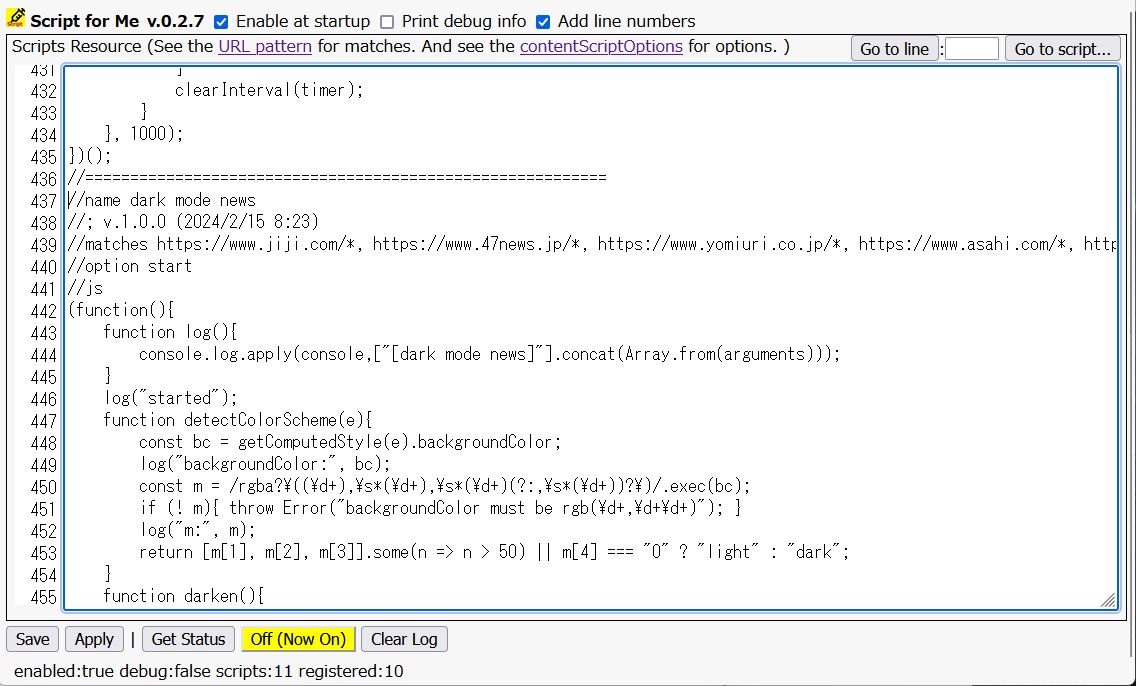 Script for Me v.0.2.7 Enable at startup Print debug info Add line numbers
Scripts Resource (See the URL pattern for matches. And see the contentScriptOptions for options. ) Go to line : Go to script...
431 }
432 clearInterval(timer);
433 }
434 }, 1000);
435 })();
436 //==========================================================
437 //name dark mode news
438 //; v.1.0.0 (2024/2/15 8:23)
439 //matches https://www.jiji.com/*, https://www.47news.jp/*, https://www.yomiuri.co.jp/*, https://www.asahi.com/*, http
440 //option start
441 //js
442 (function(){
443 function log(){
444 console.log.apply(console,["[dark mode news]"].concat(Array.from(arguments)));
445 }
446 log("started");
447 function detectColorScheme(e){
448 const bc = getComputedStyle(e).backgroundColor;
449 log("backgroundColor:", bc);
450 const m = /rgba?¥((¥d+),¥s*(¥d+),¥s*(¥d+)(?:,¥s*(¥d+))?¥)/.exec(bc);
451 if (! m){ throw Error("backgroundColor must be rgb(¥d+,¥d+¥d+)"); }
452 log("m:", m);
453 return [m[1], m[2], m[3]].some(n => n > 50) || m[4] === "0" ? "light" : "dark";
454 }
455 function darken(){
Save Apply | Get Status Off (Now On) Clear Log
enabled:true debug:false scripts:11 registered:10